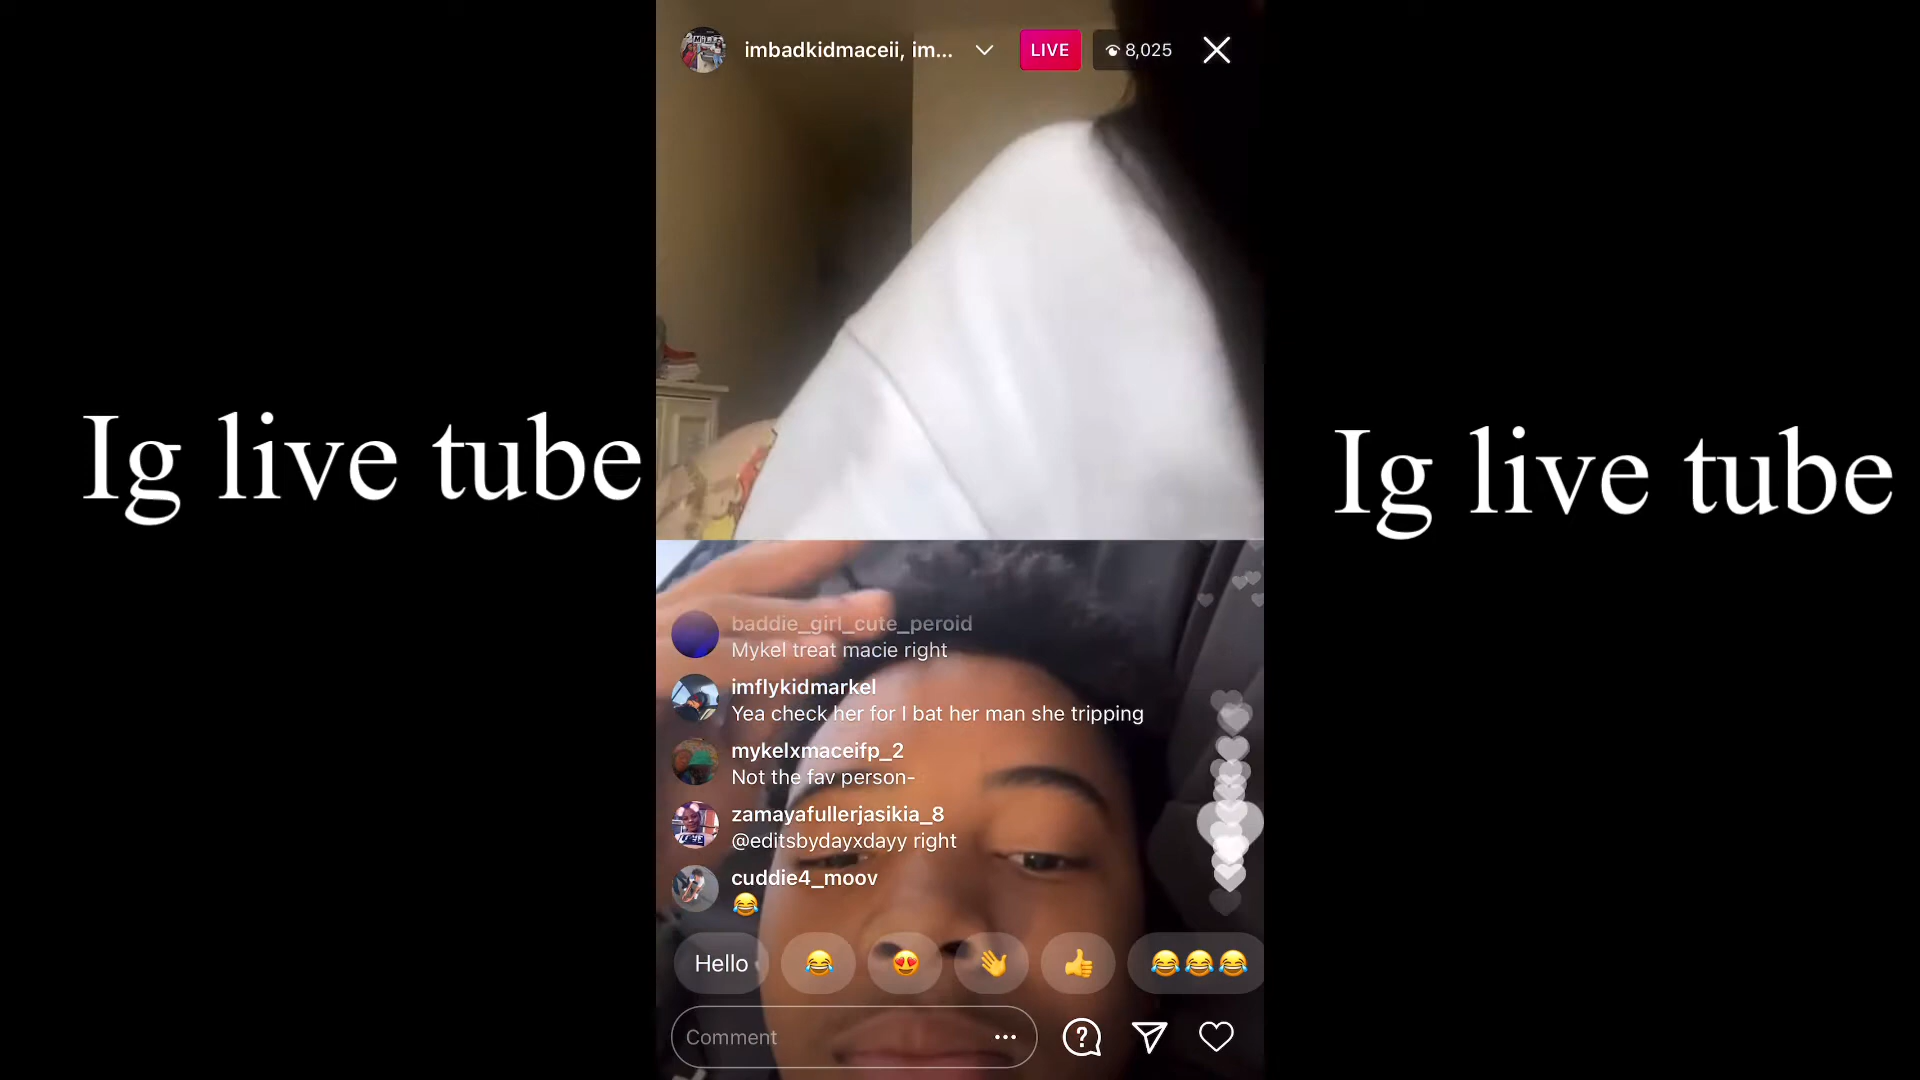 imbadkidmaceii, im...
LIVE
8,025
Ig live tube
Ig live tube
baddie_girl_cute_peroid
Mykel treat macie right
imflykidmarkel
Yea check her for I bat her man she tripping
mykelxmaceifp_2
Not the fav person-
zamayafullerjasikia_8
@editsbydayxdayy right
cuddie4_moov
😂
Hello
😂
😍
👋
👍
😂😂😂
Comment